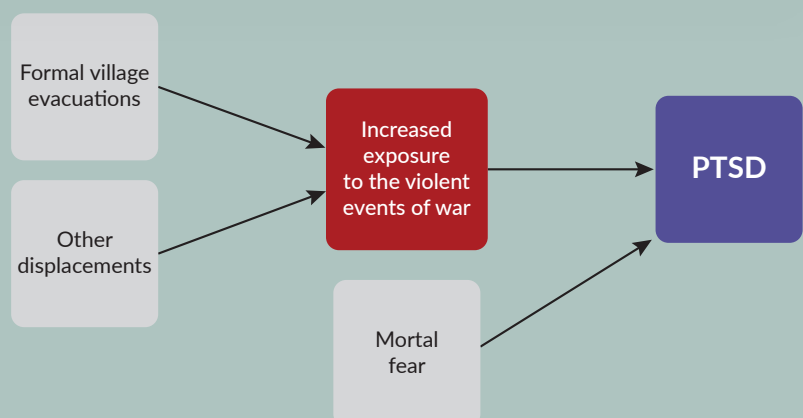 Formal village
evacuations
Other
displacements
Increased
exposure
to the violent
events of war
Mortal
fear
PTSD